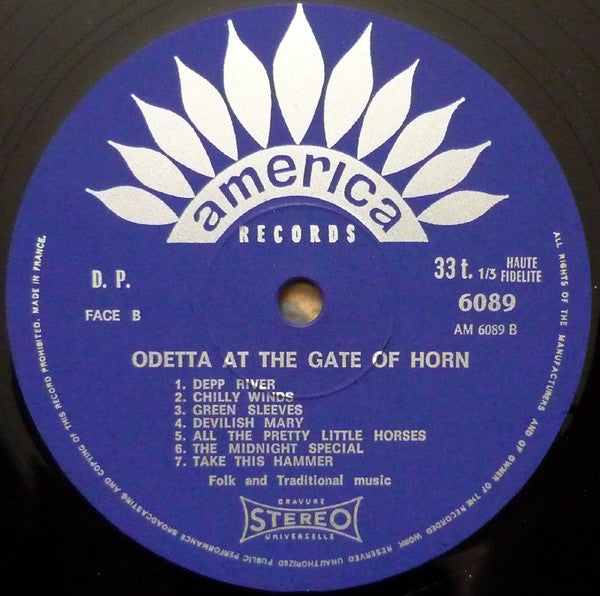 america
RECORDS
D. P.
33 t. 1/3 HAUTE FIDELITE
FACE B
6089
AM 6089 B
ODETTA AT THE GATE OF HORN
1. DEPP RIVER
2. CHILLY WINDS
3. GREEN SLEEVES
4. DEVILISH MARY
5. ALL THE PRETTY LITTLE HORSES
6. THE MIDNIGHT SPECIAL
7. TAKE THIS HAMMER
Folk and Traditional music
GRAVURE
STEREO
UNIVERSELLE
ALL RIGHTS OF THE MANUFACTURERS AND OF OWNER OF THE RECORDED WORK RESERVED UNAUTHORIZED PUBLIC PERFORMANCE BROADCASTING AND COPYING OF THIS RECORD PROHIBITED. MADE IN FRANCE.